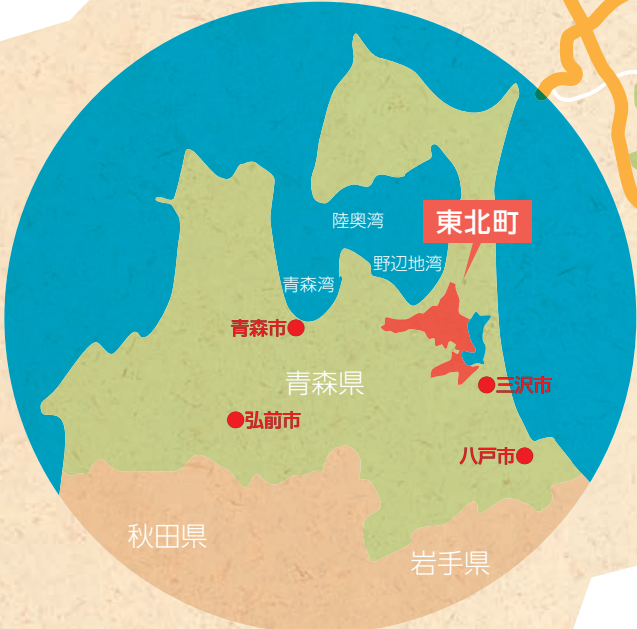 陸奥湾
東北町
野辺地湾
青森湾
青森市
青森県
三沢市
弘前市
八戸市
秋田県
岩手県